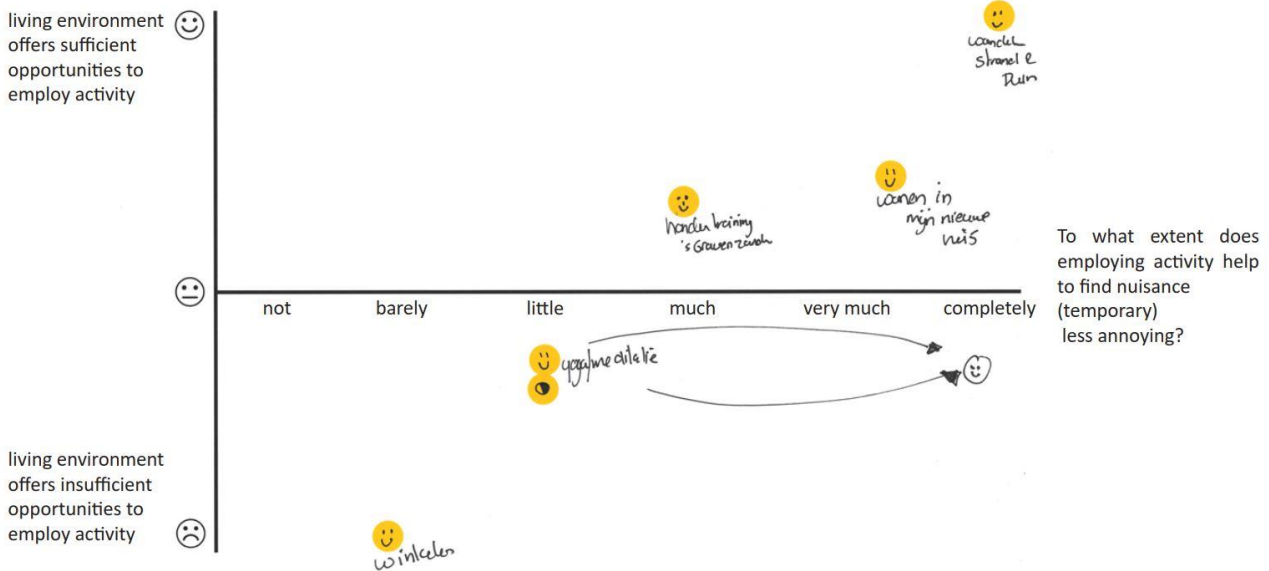 living environment
offers sufficient
opportunities to
employ activity
wandel
strand &
Duin
wonen in
mijn nieuwe
huis
honden training
's Gravenzande
To what extent does
employing activity help
to find nuisance
(temporary)
less annoying?
not barely little much very much completely
yoga/meditatie
living environment
offers insufficient
opportunities to
employ activity
winkelen